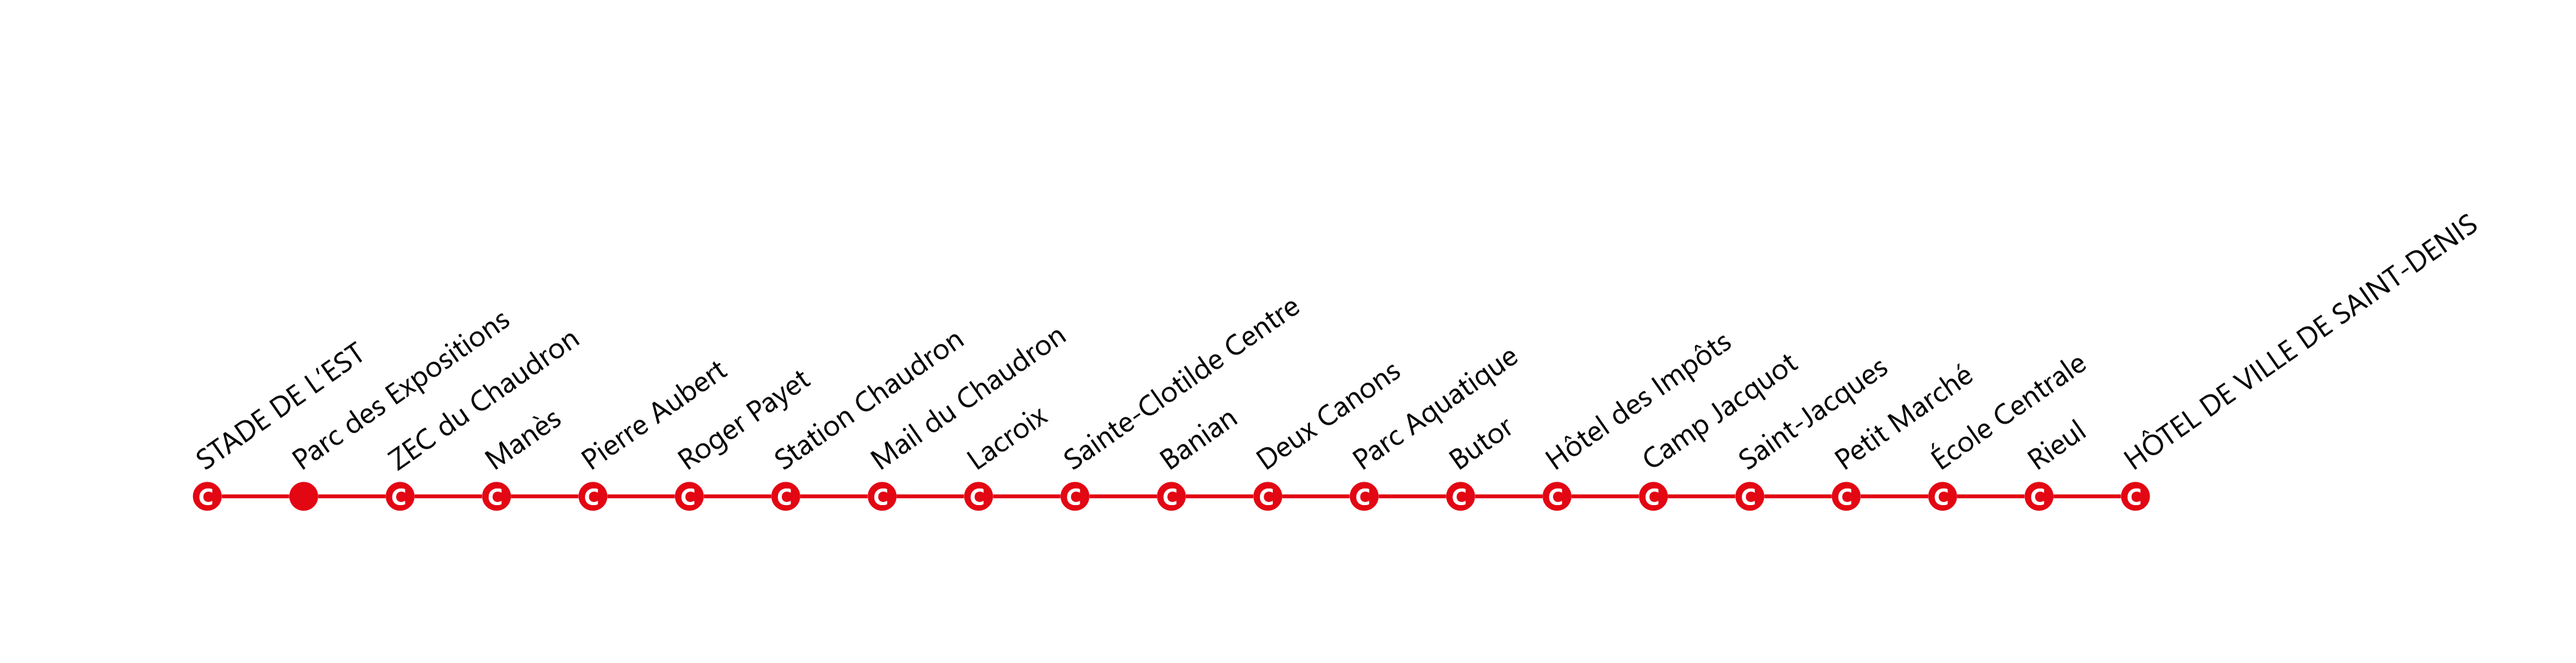 STADE DE L'EST
Parc des Expositions
ZEC du Chaudron
Manès
Pierre Aubert
Roger Payet
Station Chaudron
Mail du Chaudron
Lacroix
Sainte-Clotilde Centre
Banian
Deux Canons
Parc Aquatique
Butor
Hôtel des Impôts
Camp Jacquot
Saint-Jacques
Petit Marché
École Centrale
Rieul
HÔTEL DE VILLE DE SAINT-DENIS
C C C C C C C C C C C C C C C C C C C C